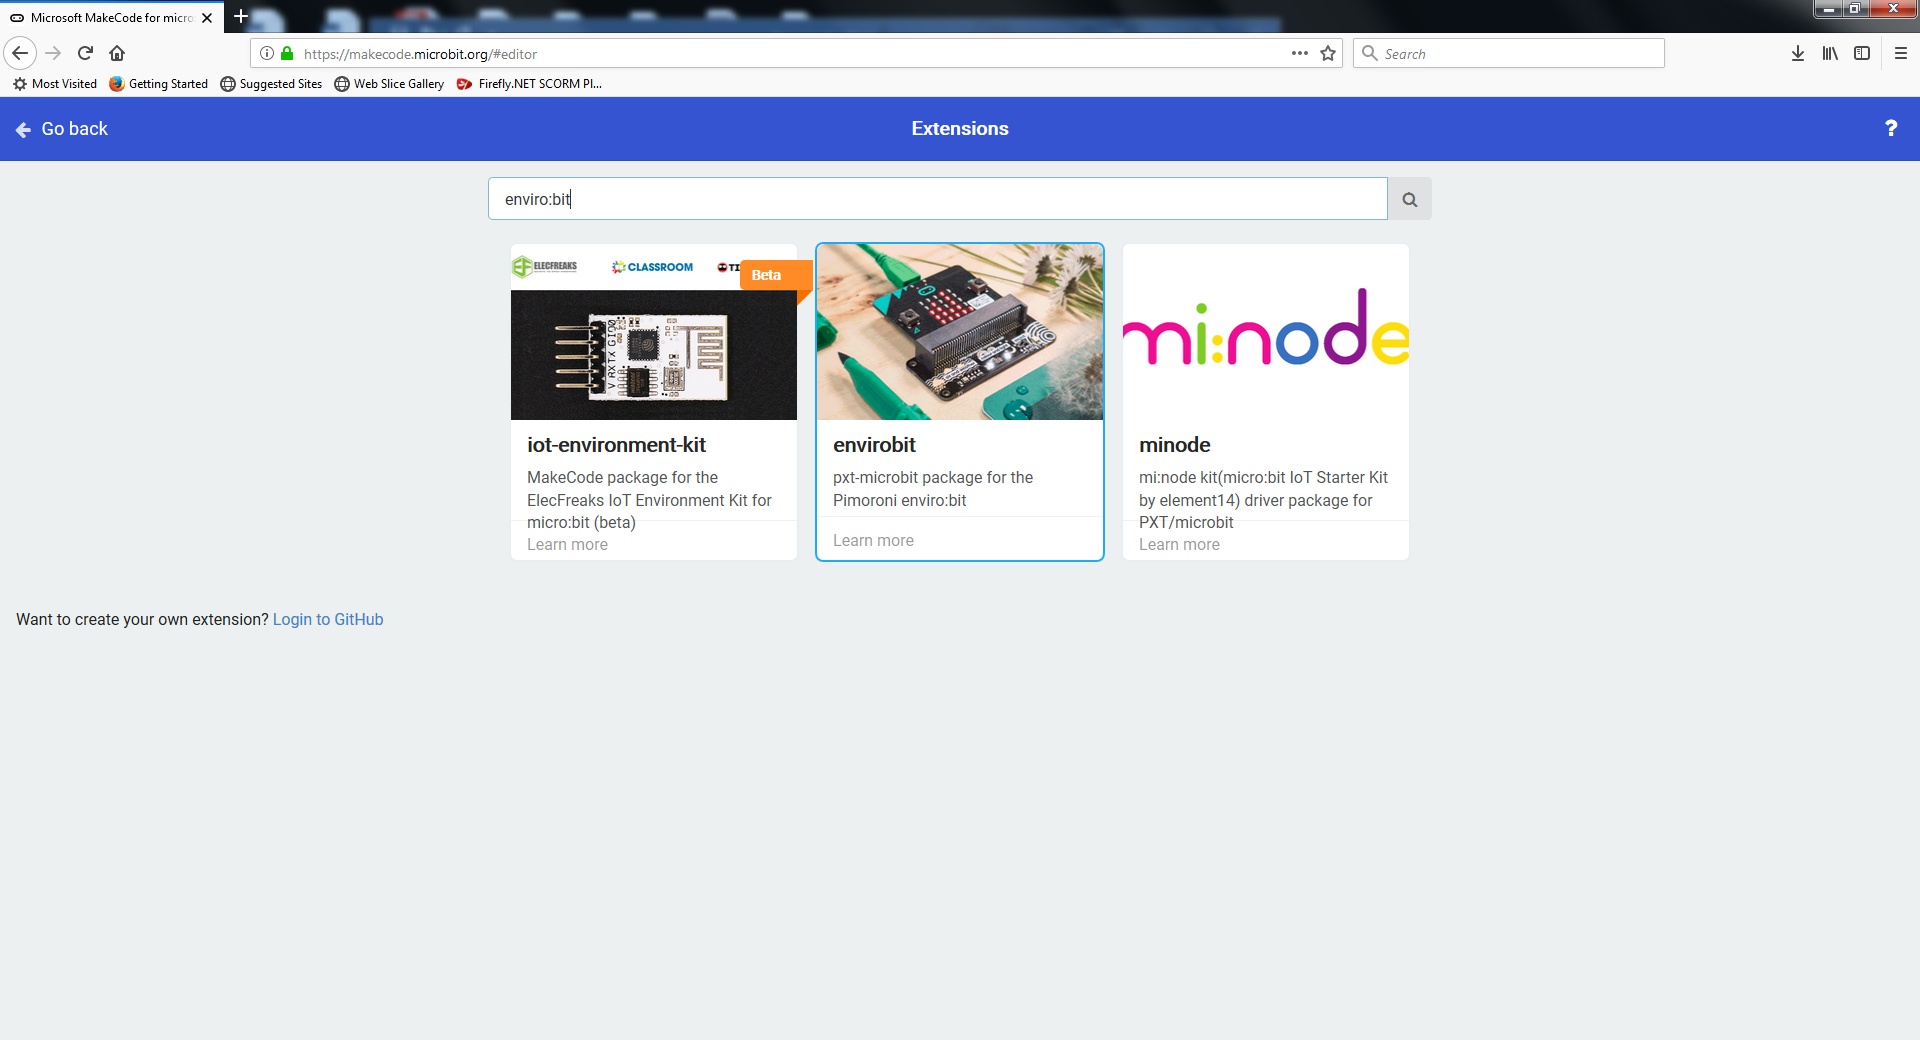 Microsoft MakeCode for micro
https://makecode.microbit.org/#editor
Search
Most Visited
Getting Started
Suggested Sites
Web Slice Gallery
Firefly.NET SCORM Pl...
Go back
Extensions
?
enviro:bit
ELECFREAKS
CLASSROOM
Beta
V RX TX G IO0
mi:node
iot-environment-kit
MakeCode package for the
ElecFreaks IoT Environment Kit for
micro:bit (beta)
Learn more
envirobit
pxt-microbit package for the
Pimoroni enviro:bit
Learn more
minode
mi:node kit(micro:bit IoT Starter Kit
by element14) driver package for
PXT/microbit
Learn more
Want to create your own extension? Login to GitHub